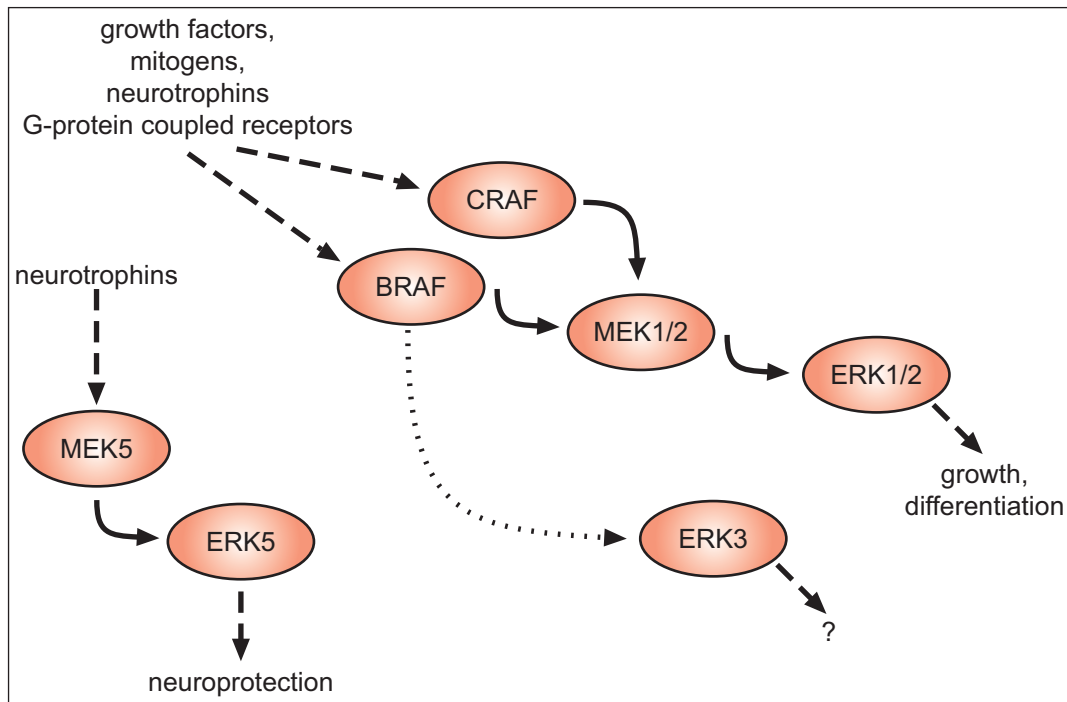 growth factors,
mitogens,
neurotrophins
G-protein coupled receptors
CRAF
BRAF
neurotrophins
MEK1/2
ERK1/2
MEK5
growth,
differentiation
ERK5
ERK3
?
neuroprotection